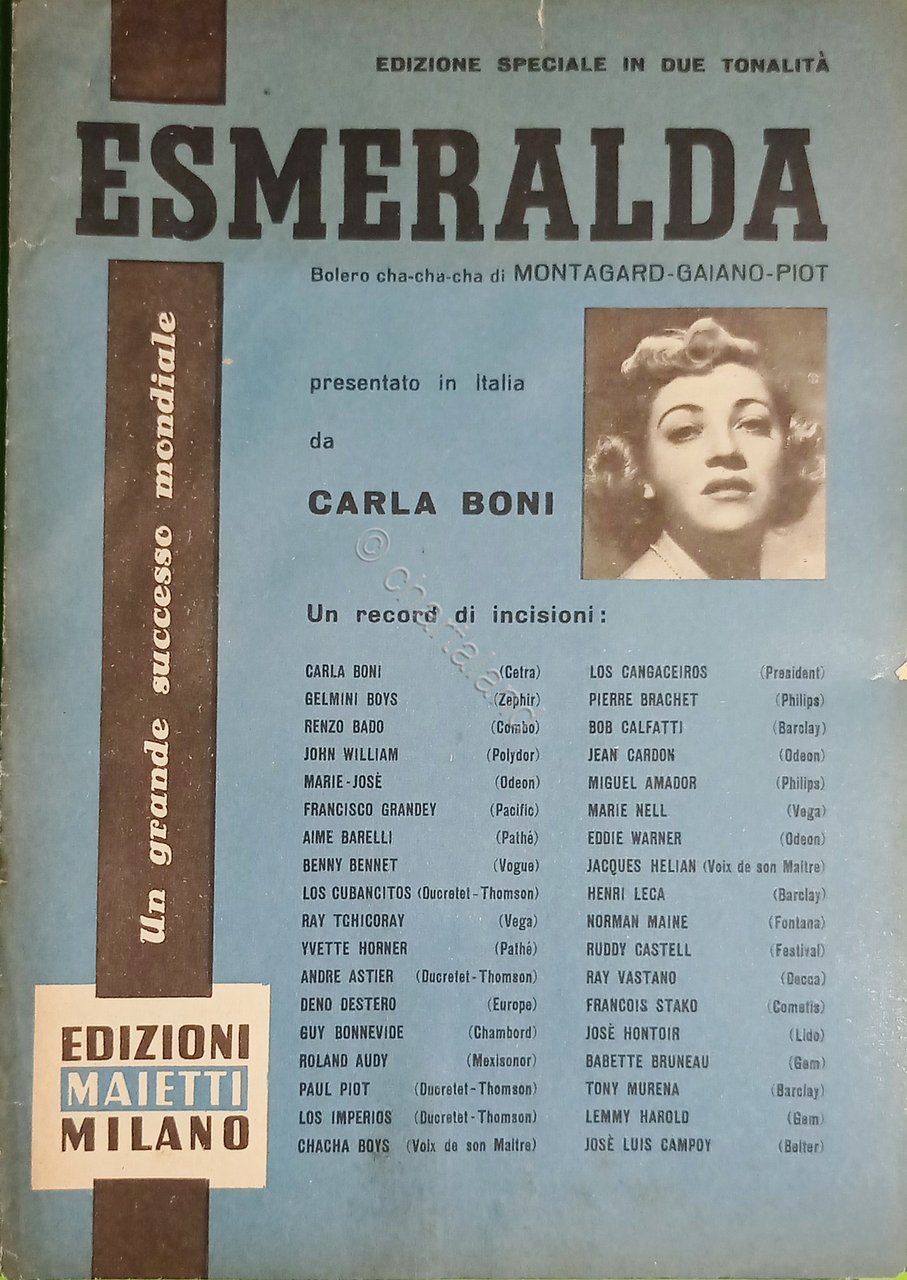 EDIZIONE SPECIALE IN DUE TONALITÀ
ESMERALDA
Bolero cha-cha-cha di MONTAGARD-GAIANO-PIOT
Un grande successo mondiale
presentato in Italia
da
CARLA BONI
Un record di incisioni:
CARLA BONI (Cetra)
GELMINI BOYS (Zephir)
RENZO BADO (Combo)
JOHN WILLIAM (Polydor)
MARIE-JOSÈ (Odeon)
FRANCISCO GRANDEY (Pacific)
AIME BARELLI (Pathé)
BENNY BENNET (Vogue)
LOS CUBANCITOS (Ducretet-Thomson)
RAY TCHICORAY (Vega)
YVETTE HORNER (Pathé)
ANDRE ASTIER (Ducretet-Thomson)
DENO DESTERO (Europe)
GUY BONNEVIDE (Chambord)
ROLAND AUDY (Mexisonor)
PAUL PIOT (Ducretet-Thomson)
LOS IMPERIOS (Ducretet-Thomson)
CHACHA BOYS (Voix de son Maitre)
LOS CANGACEIROS (President)
PIERRE BRACHET (Philips)
BOB CALFATTI (Barclay)
JEAN CARDON (Odeon)
MIGUEL AMADOR (Philips)
MARIE NELL (Vega)
EDDIE WARNER (Odeon)
JACQUES HELIAN (Voix de son Maitre)
HENRI LECA (Barclay)
NORMAN MAINE (Fontana)
RUDDY CASTELL (Festival)
RAY VASTANO (Decca)
FRANCOIS STAKO (Cometis)
JOSÈ HONTOIR (Lido)
BABETTE BRUNEAU (Gem)
TONY MURENA (Barclay)
LEMMY HAROLD (Gem)
JOSÈ LUIS CAMPOY (Belter)
EDIZIONI
MAIETTI
MILANO